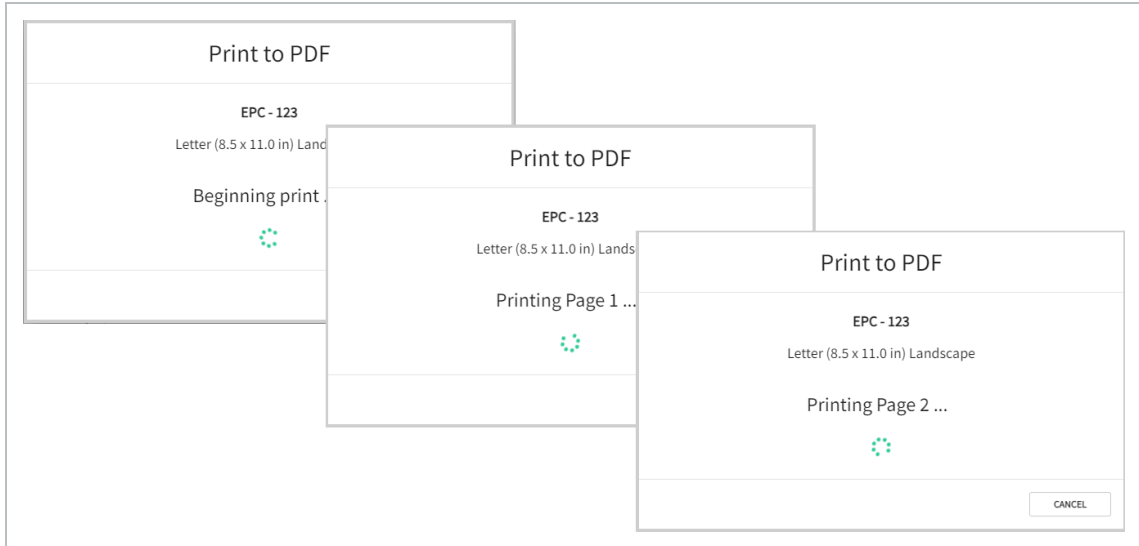 Print to PDF
EPC - 123
Letter (8.5 x 11.0 in) Land
Beginning print .
Print to PDF
EPC - 123
Letter (8.5 x 11.0 in) Lands
Printing Page 1 ...
Print to PDF
EPC - 123
Letter (8.5 x 11.0 in) Landscape
Printing Page 2 ...
CANCEL